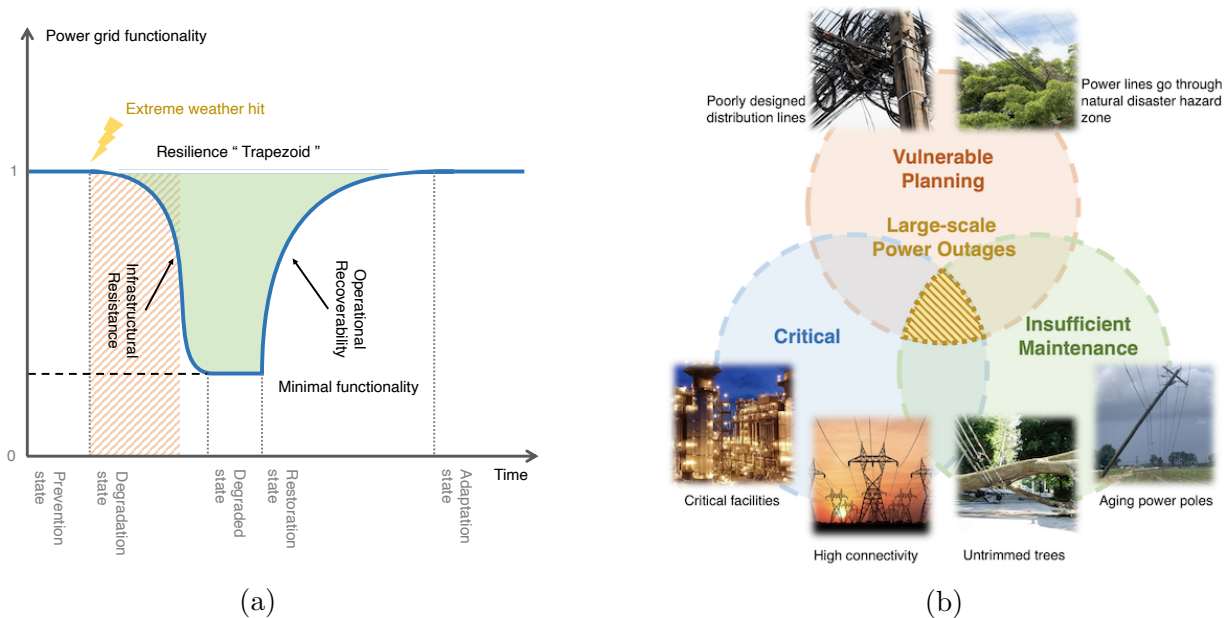 Power grid functionality
Extreme weather hit
Resilience “ Trapezoid ”
1
Infrastructural
Resistance
Operational
Recoverability
Minimal functionality
0
Time
Prevention
state
Degradation
state
Degraded
state
Restoration
state
Adaptation
state
(a)
Poorly designed
distribution lines
Power lines go through
natural disaster hazard
zone
Vulnerable
Planning
Large-scale
Power Outages
Critical
Insufficient
Maintenance
Critical facilities
High connectivity
Untrimmed trees
Aging power poles
(b)